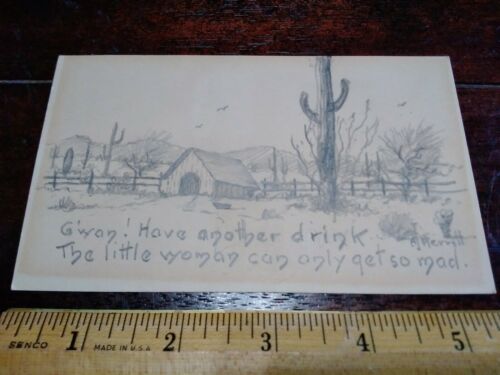 G'wan! Have another drink...
The little woman can only get so mad.
1 2 3 4 5
SENCO MADE IN U.S.A